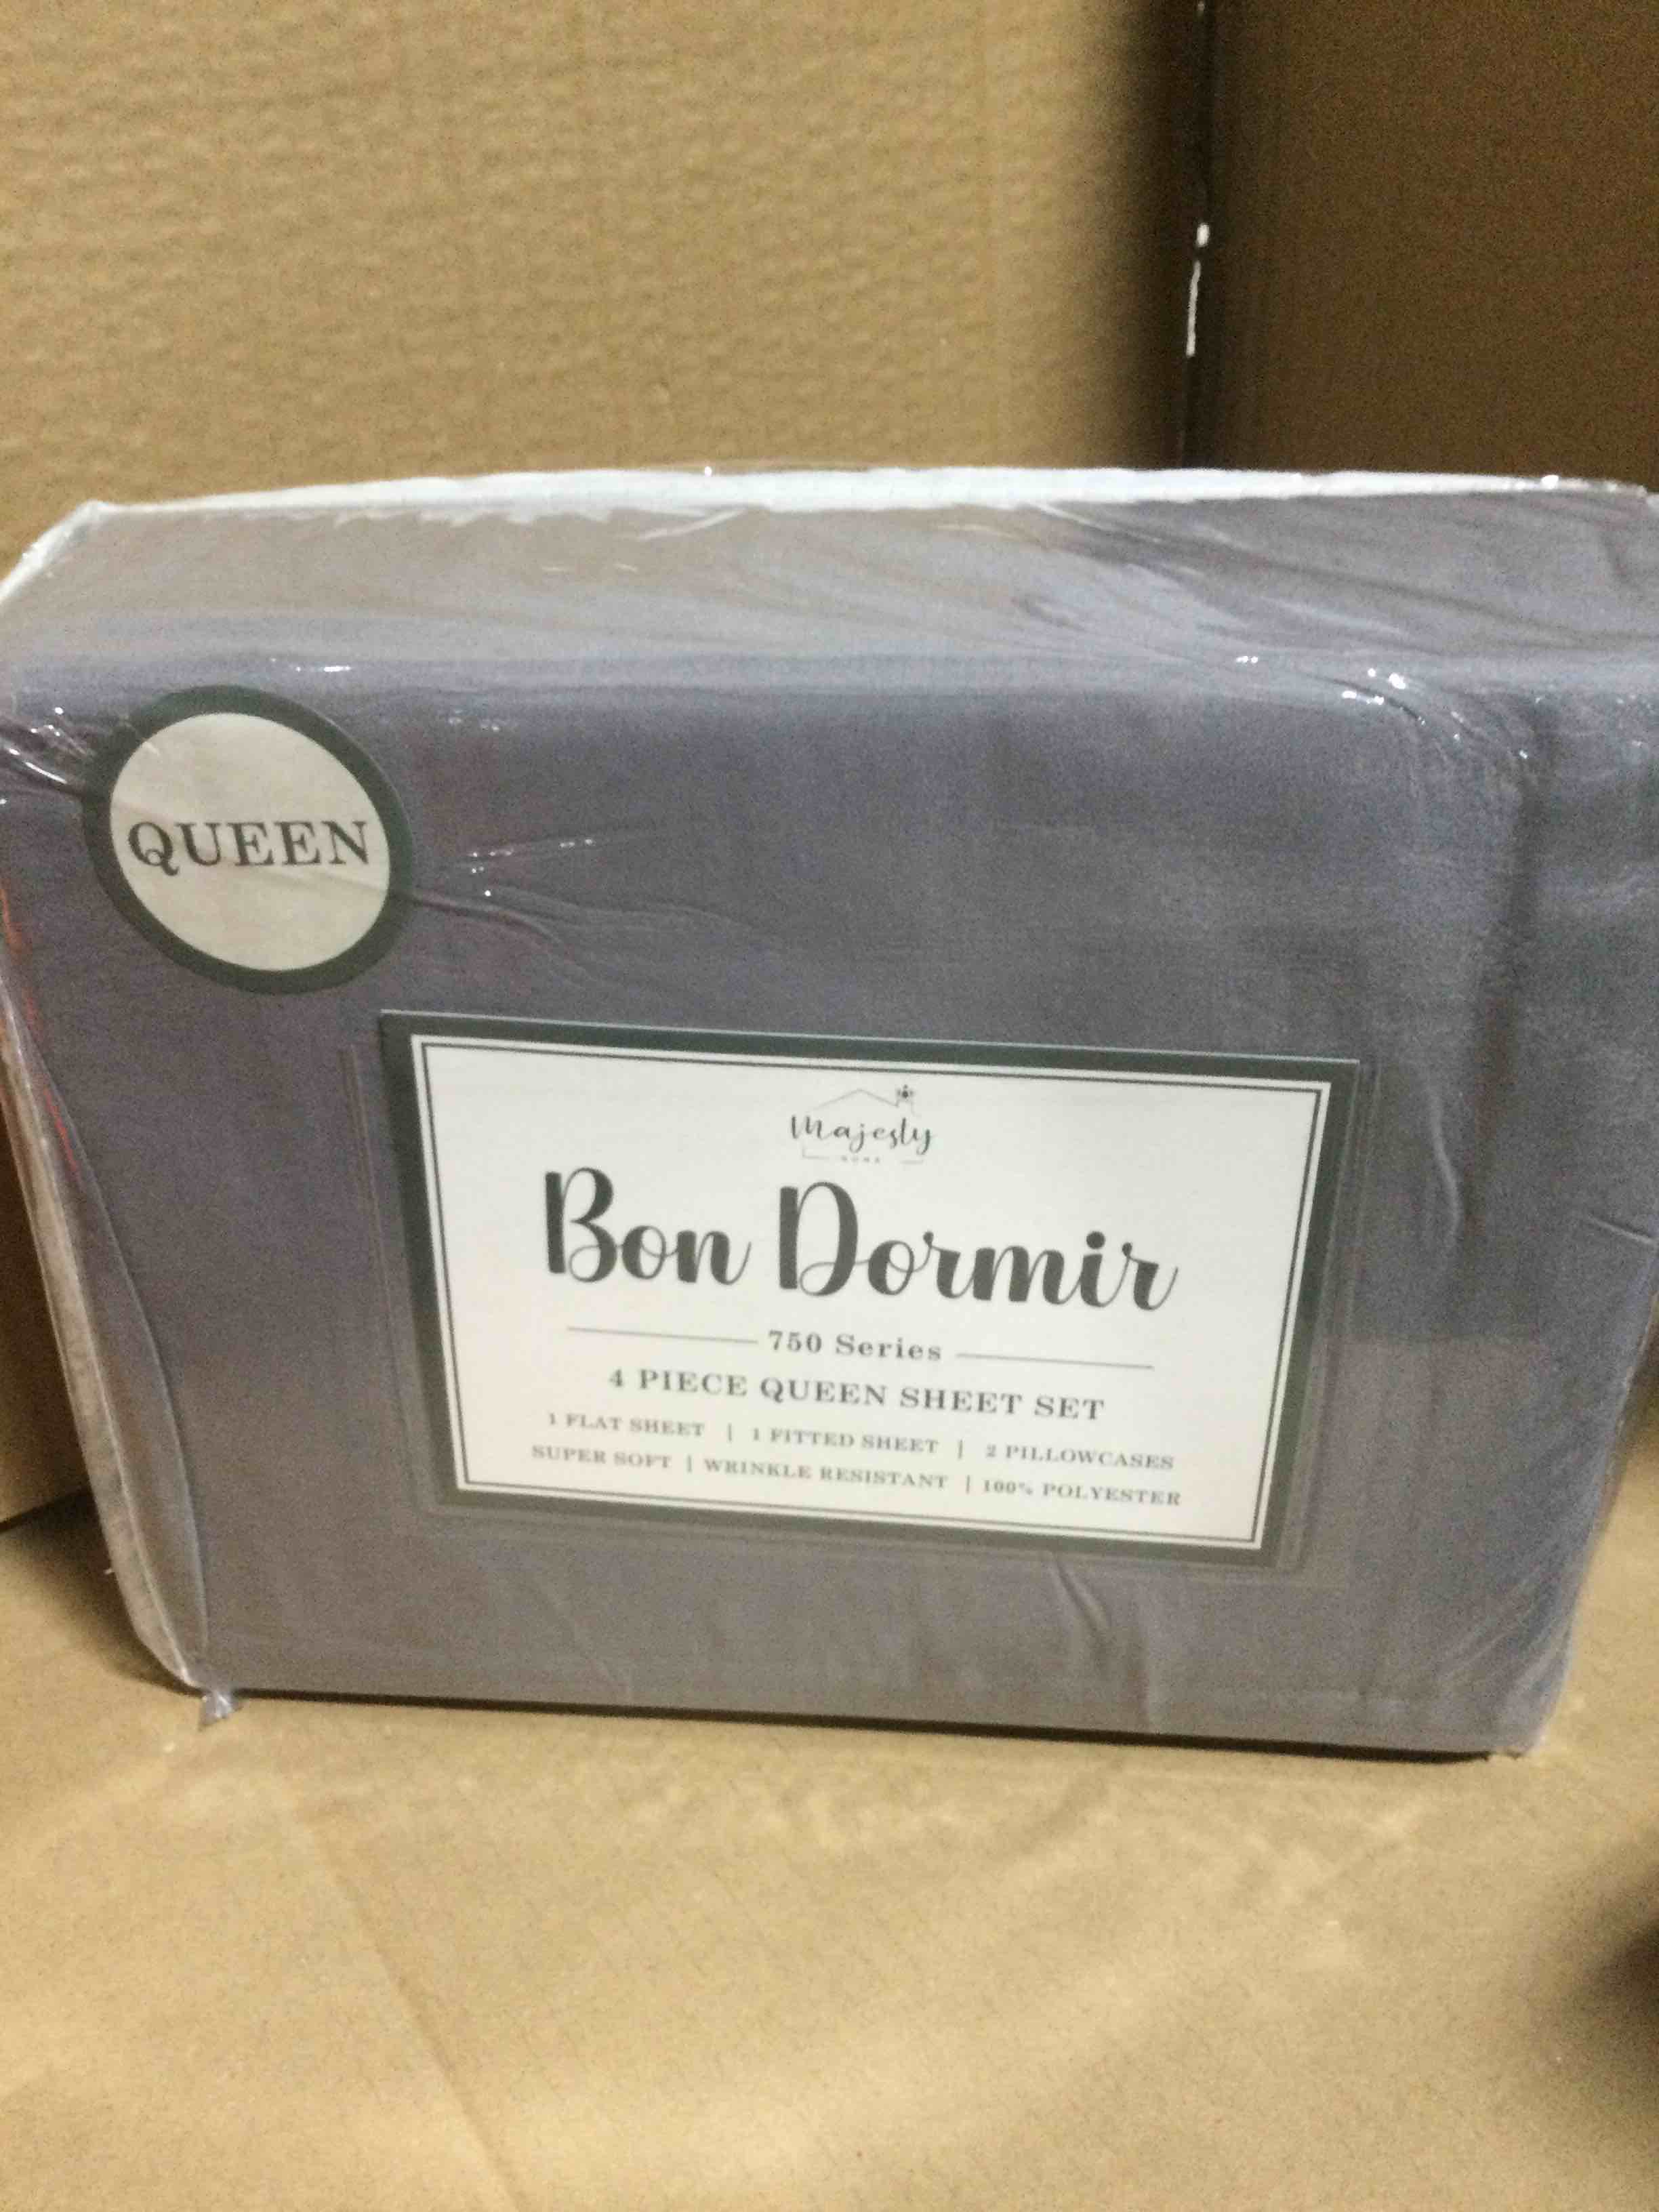 QUEEN
Majesty
HOME
Bon Dormir
750 Series
4 PIECE QUEEN SHEET SET
1 FLAT SHEET | 1 FITTED SHEET | 2 PILLOWCASES
SUPER SOFT | WRINKLE RESISTANT | 100% POLYESTER